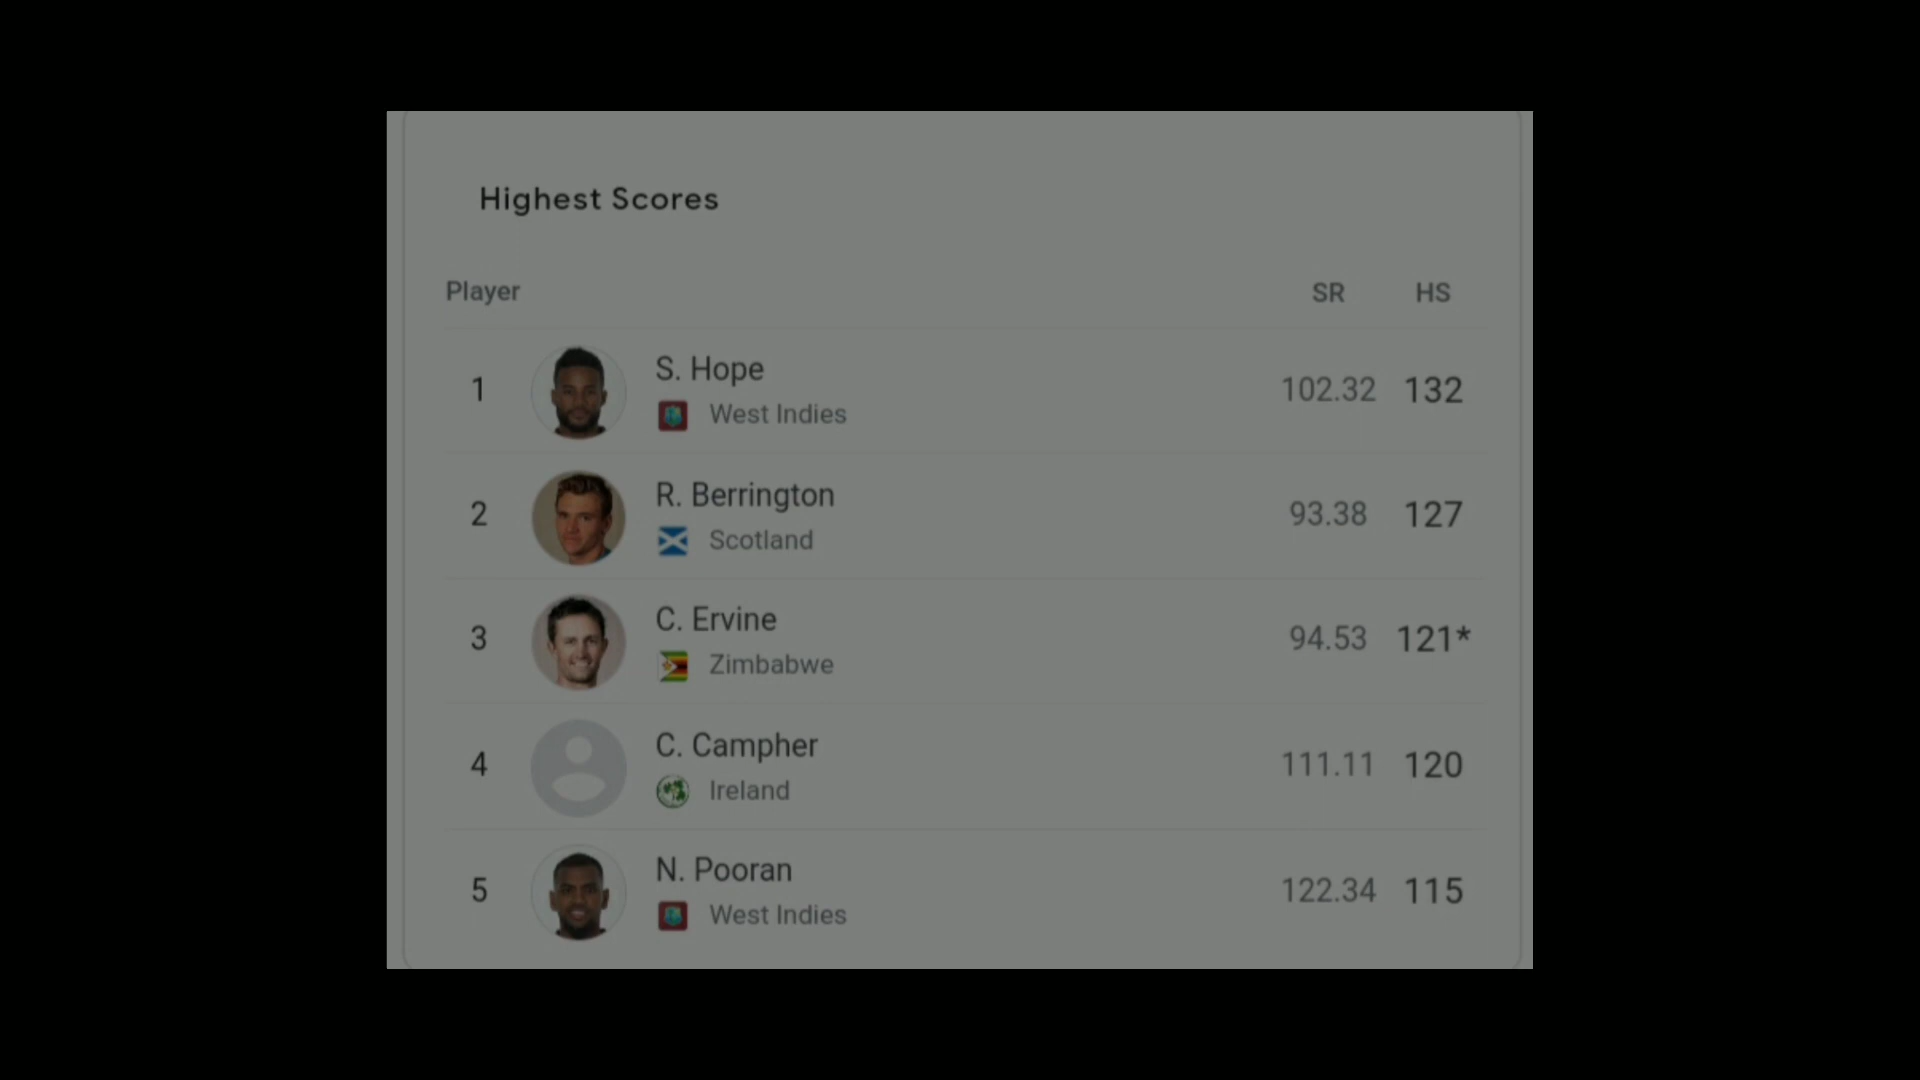 Highest Scores
Player SR HS
1 S. Hope 102.32 132
West Indies
2 R. Berrington 93.38 127
Scotland
3 C. Ervine 94.53 121*
Zimbabwe
4 C. Campher 111.11 120
Ireland
5 N. Pooran 122.34 115
West Indies